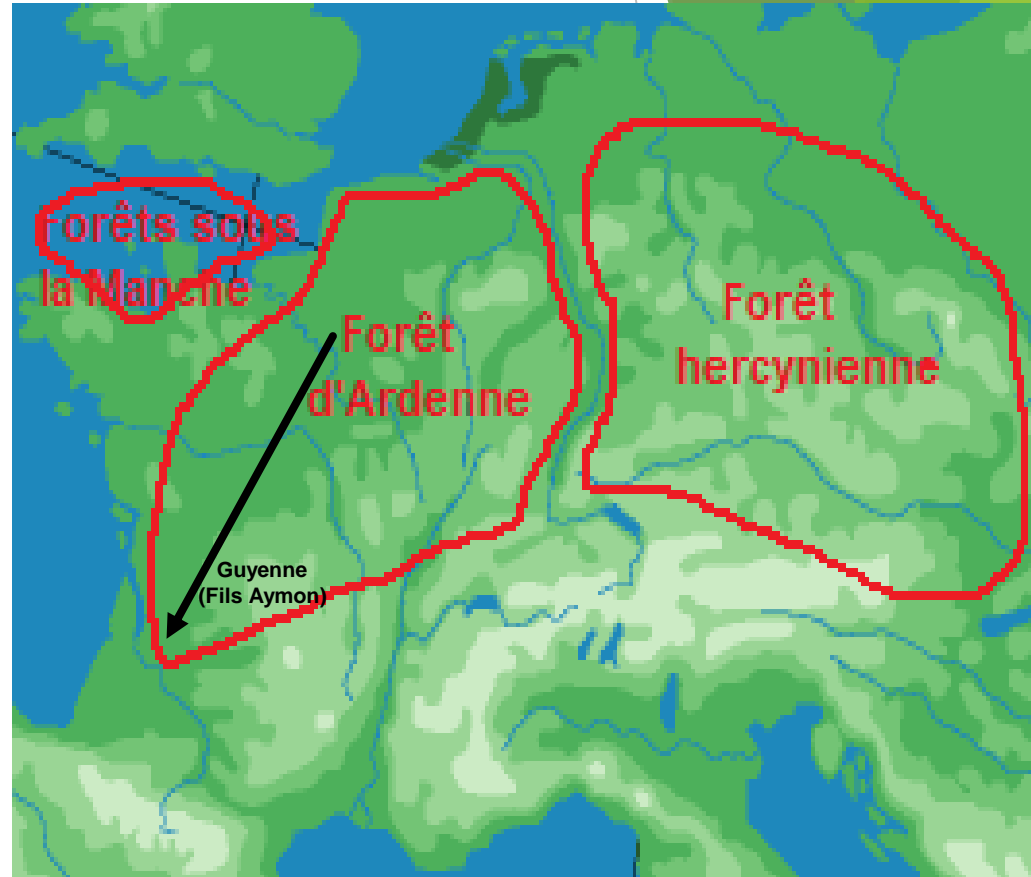 Forêts sous
la Manche
Forêt
d'Ardenne
Forêt
hercynienne
Guyenne
(Fils Aymon)